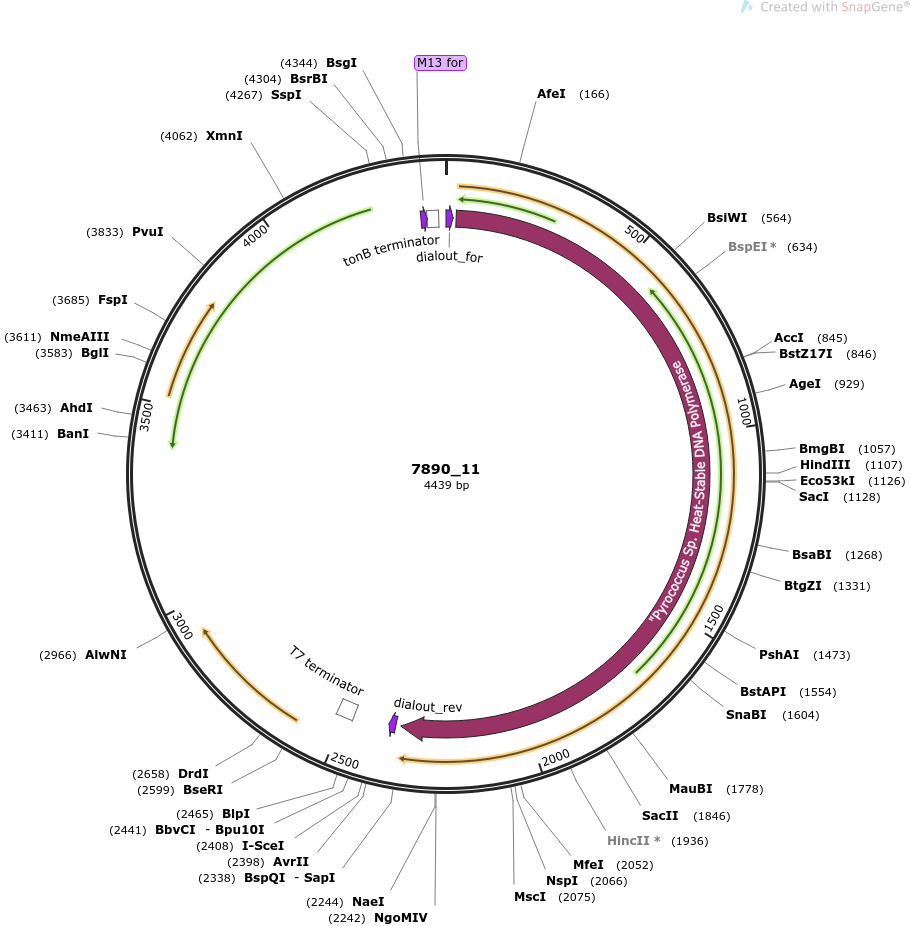 Created with SnapGene®
(4344) BsgI
M13 for
(4304) BsrBI
(4267) SspI
AfeI (166)
(4062) XmnI
BsiWI (564)
500
BspEI * (634)
(3833) PvuI
4000
tonB terminator
dialout_for
(3685) FspI
(3611) NmeAIII
(3583) BglI
AccI (845)
BstZ17I (846)
AgeI (929)
(3463) AhdI
3500
1000
(3411) BanI
BmgBI (1057)
HindIII (1107)
Eco53kI (1126)
SacI (1128)
7890_11
4439 bp
"Pyrococcus Sp. Heat-Stable DNA Polymerase
BsaBI (1268)
BtgZI (1331)
3000
1500
(2966) AlwNI
PshAI (1473)
T7 terminator
BstAPI (1554)
dialout_rev
SnaBI (1604)
2500
2000
(2658) DrdI
(2599) BseRI
MauBI (1778)
(2465) BlpI
SacII (1846)
(2441) BbvCI - Bpu10I
HincII * (1936)
(2408) I-SceI
(2398) AvrII
MfeI (2052)
(2338) BspQI - SapI
NspI (2066)
MscI (2075)
(2244) NaeI
(2242) NgoMIV